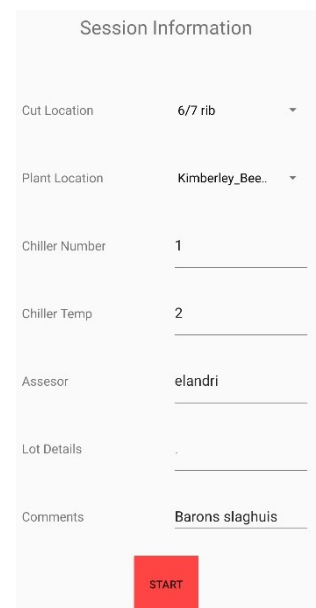 Session Information
Cut Location 6/7 rib
Plant Location Kimberley_Bee..
Chiller Number 1
Chiller Temp 2
Assesor elandri
Lot Details .
Comments Barons slaghuis
START